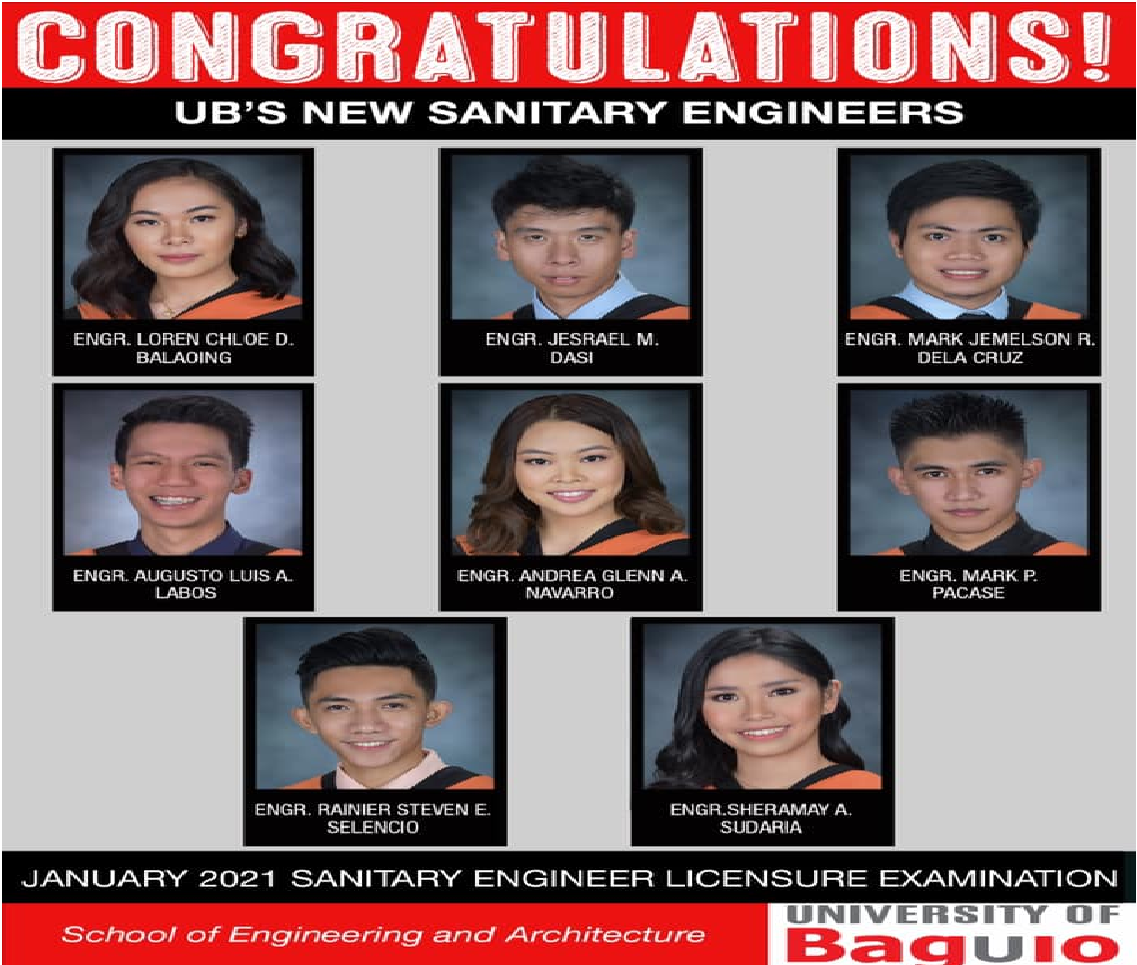 CONGRATULATIONS!
UB'S NEW SANITARY ENGINEERS
ENGR. LOREN CHLOE D.
BALAOING
ENGR. JESRAEL M.
DASI
ENGR. MARK JEMELSON R.
DELA CRUZ
ENGR. AUGUSTO LUIS A.
LABOS
ENGR. ANDREA GLENN A.
NAVARRO
ENGR. MARK P.
PACASE
ENGR. RAINIER STEVEN E.
SELENCIO
ENGR.SHERAMAY A.
SUDARIA
JANUARY 2021 SANITARY ENGINEER LICENSURE EXAMINATION
School of Engineering and Architecture
UNIVERSITY OF
BaguIo